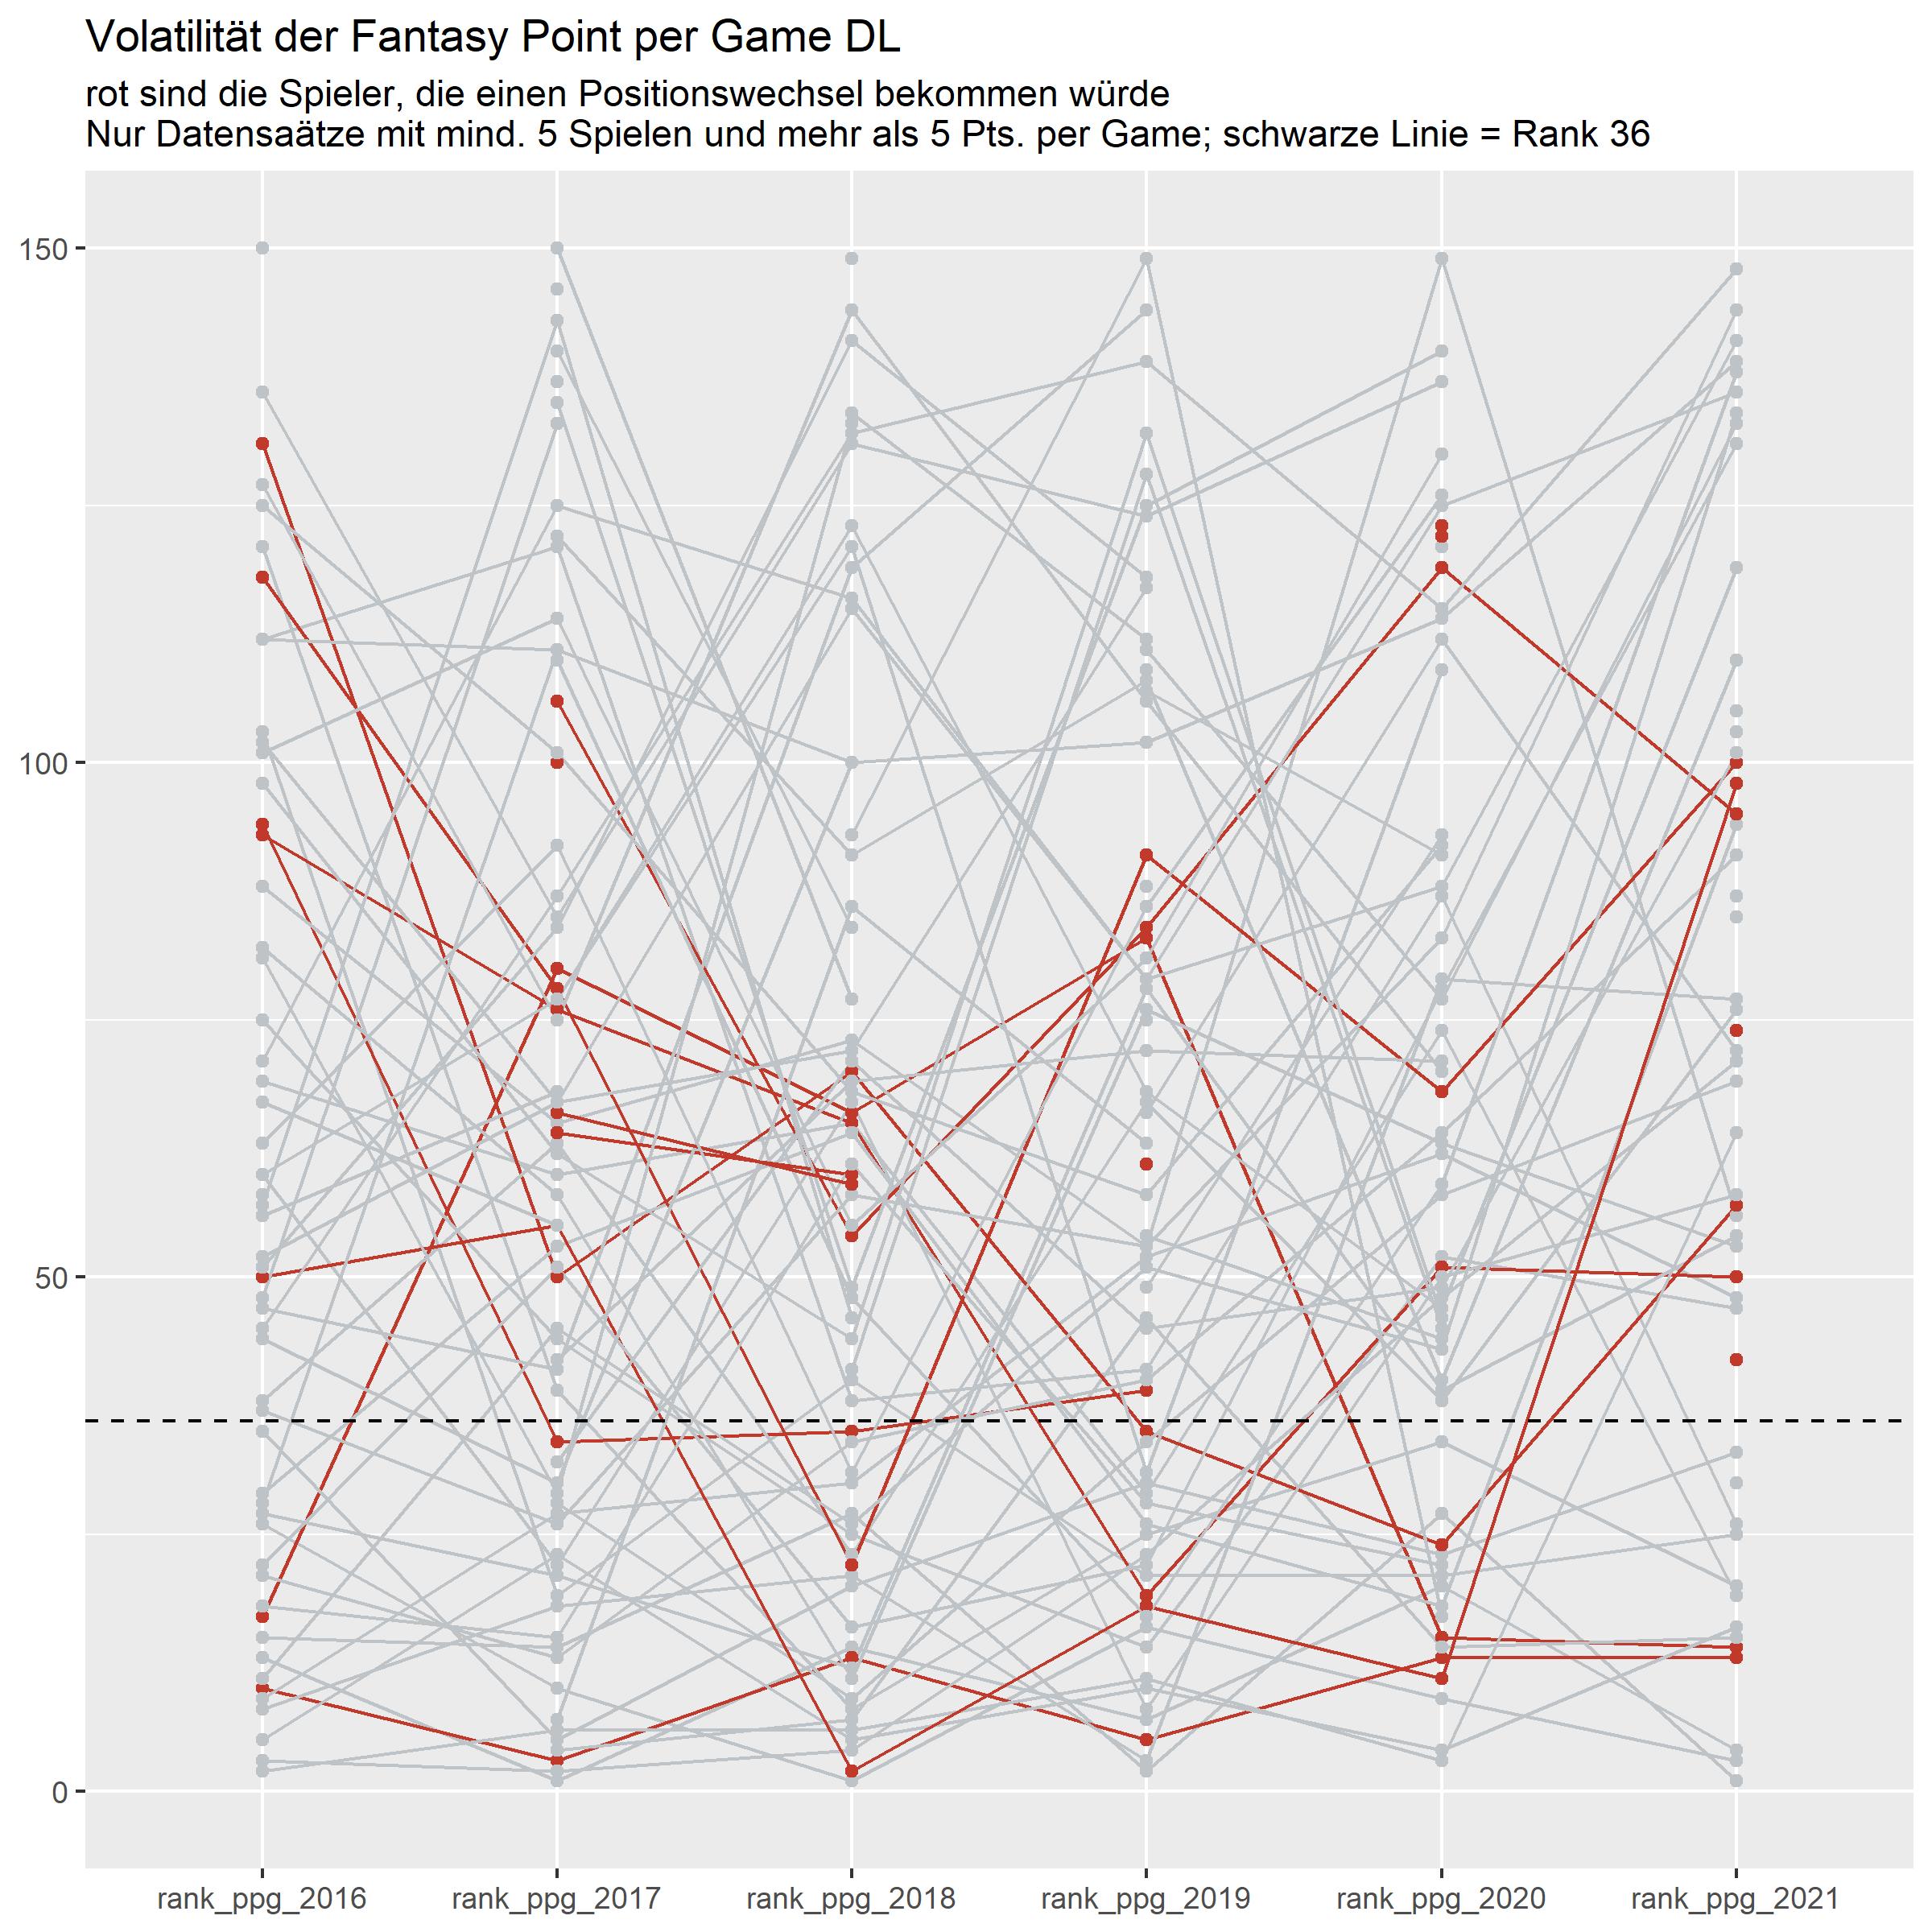 Volatilität der Fantasy Point per Game DL
rot sind die Spieler, die einen Positionswechsel bekommen würde
Nur Datensaätze mit mind. 5 Spielen und mehr als 5 Pts. per Game; schwarze Linie = Rank 36
150
100
50
0
rank_ppg_2016 rank_ppg_2017 rank_ppg_2018 rank_ppg_2019 rank_ppg_2020 rank_ppg_2021